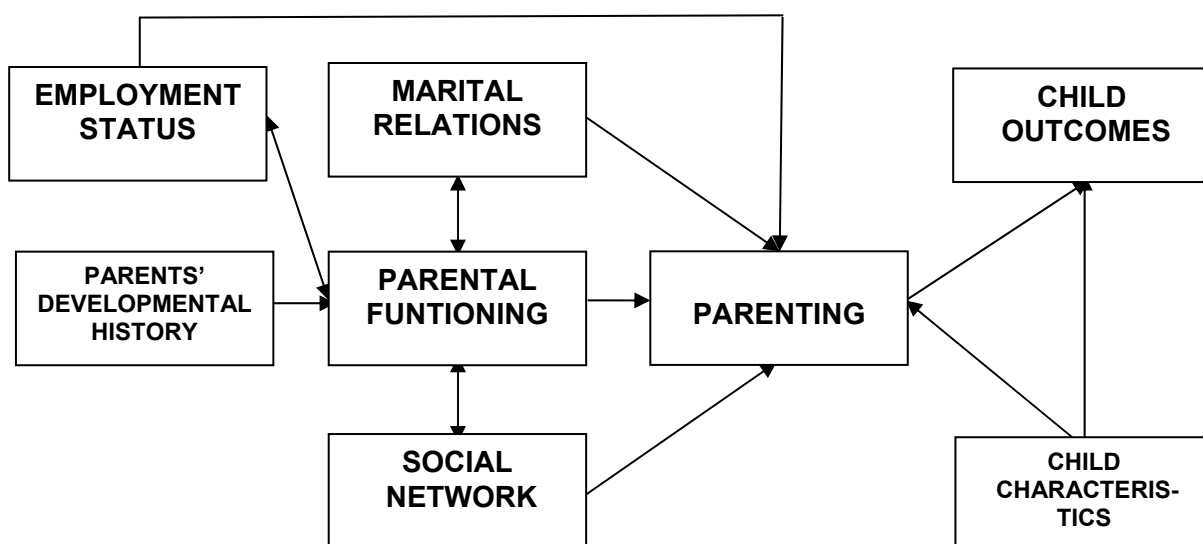 EMPLOYMENT
STATUS
MARITAL
RELATIONS
CHILD
OUTCOMES
PARENTS’
DEVELOPMENTAL
HISTORY
PARENTAL
FUNTIONING
PARENTING
SOCIAL
NETWORK
CHILD
CHARACTERIS-
TICS